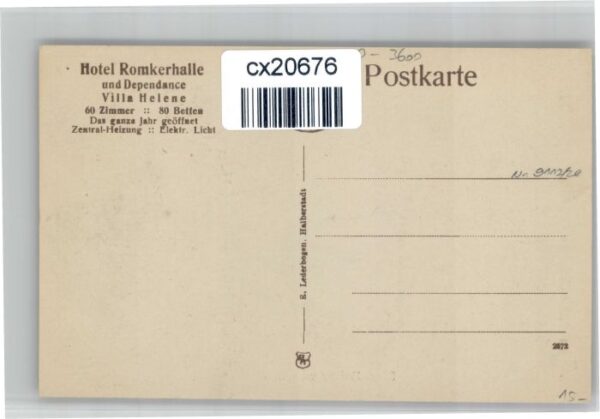 Hotel Romkerhalle
und Dependance
Villa Helene
60 Zimmer :: 80 Betten
Das ganze Jahr geöffnet
Zentral-Heizung :: Elektr. Licht
cx20676
3600
Postkarte
E. Lederbogen, Halberstadt
2873
15-